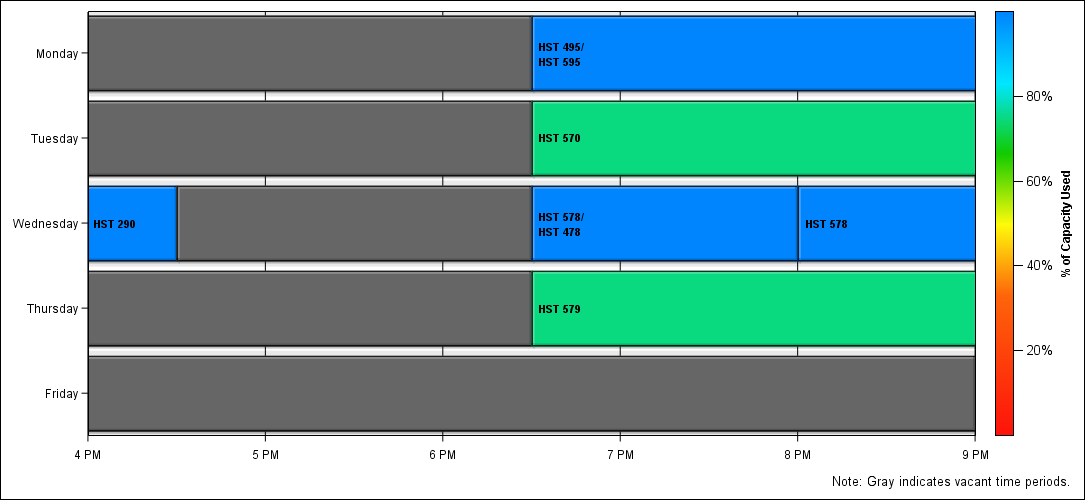 Monday
HST 495/
HST 595
80%
Tuesday
HST 570
60%
Wednesday
HST 290
HST 578/
HST 478
HST 578
% of Capacity Used
40%
Thursday
HST 579
20%
Friday
4 PM 5 PM 6 PM 7 PM 8 PM 9 PM
Note: Gray indicates vacant time periods.